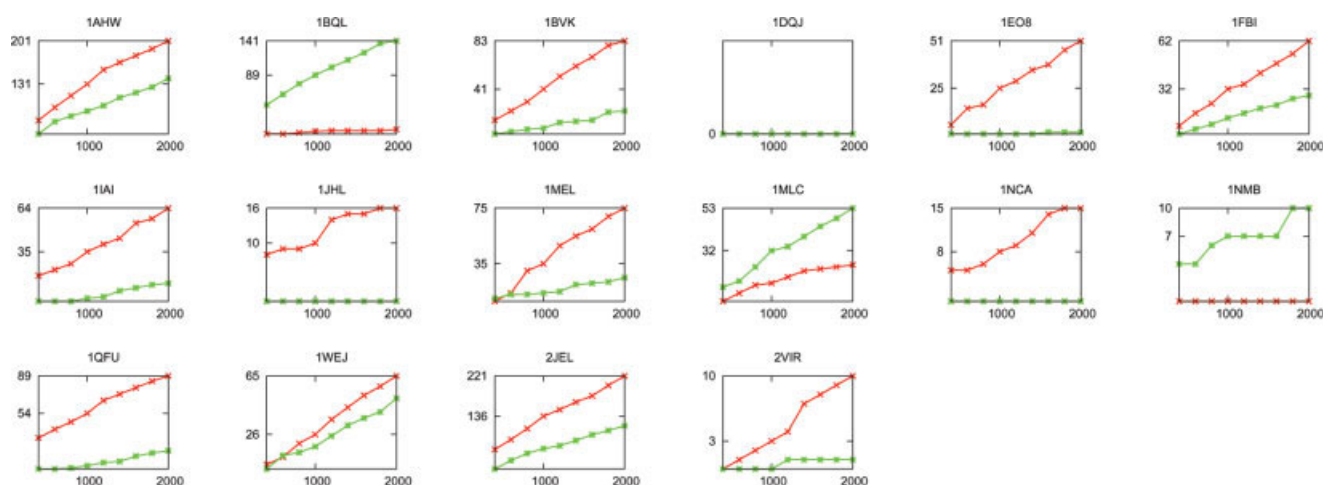 1AHW 1BQL 1BVK 1DQJ 1EO8 1FBI
201 141 83 51 62
131 89 41 0 25 32
1000 2000 1000 2000 1000 2000 1000 2000 1000 2000 1000 2000
1IAI 1JHL 1MEL 1MLC 1NCA 1NMB
64 16 75 53 15 10
35 10 35 32 8 7
1000 2000 1000 2000 1000 2000 1000 2000 1000 2000 1000 2000
1QFU 1WEJ 2JEL 2VIR
89 65 221 10
54 26 136 3
1000 2000 1000 2000 1000 2000 1000 2000